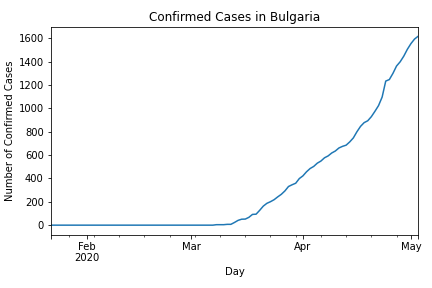 Confirmed Cases in Bulgaria
Number of Confirmed Cases
1600
1400
1200
1000
800
600
400
200
0
Feb Mar Apr May
2020
Day